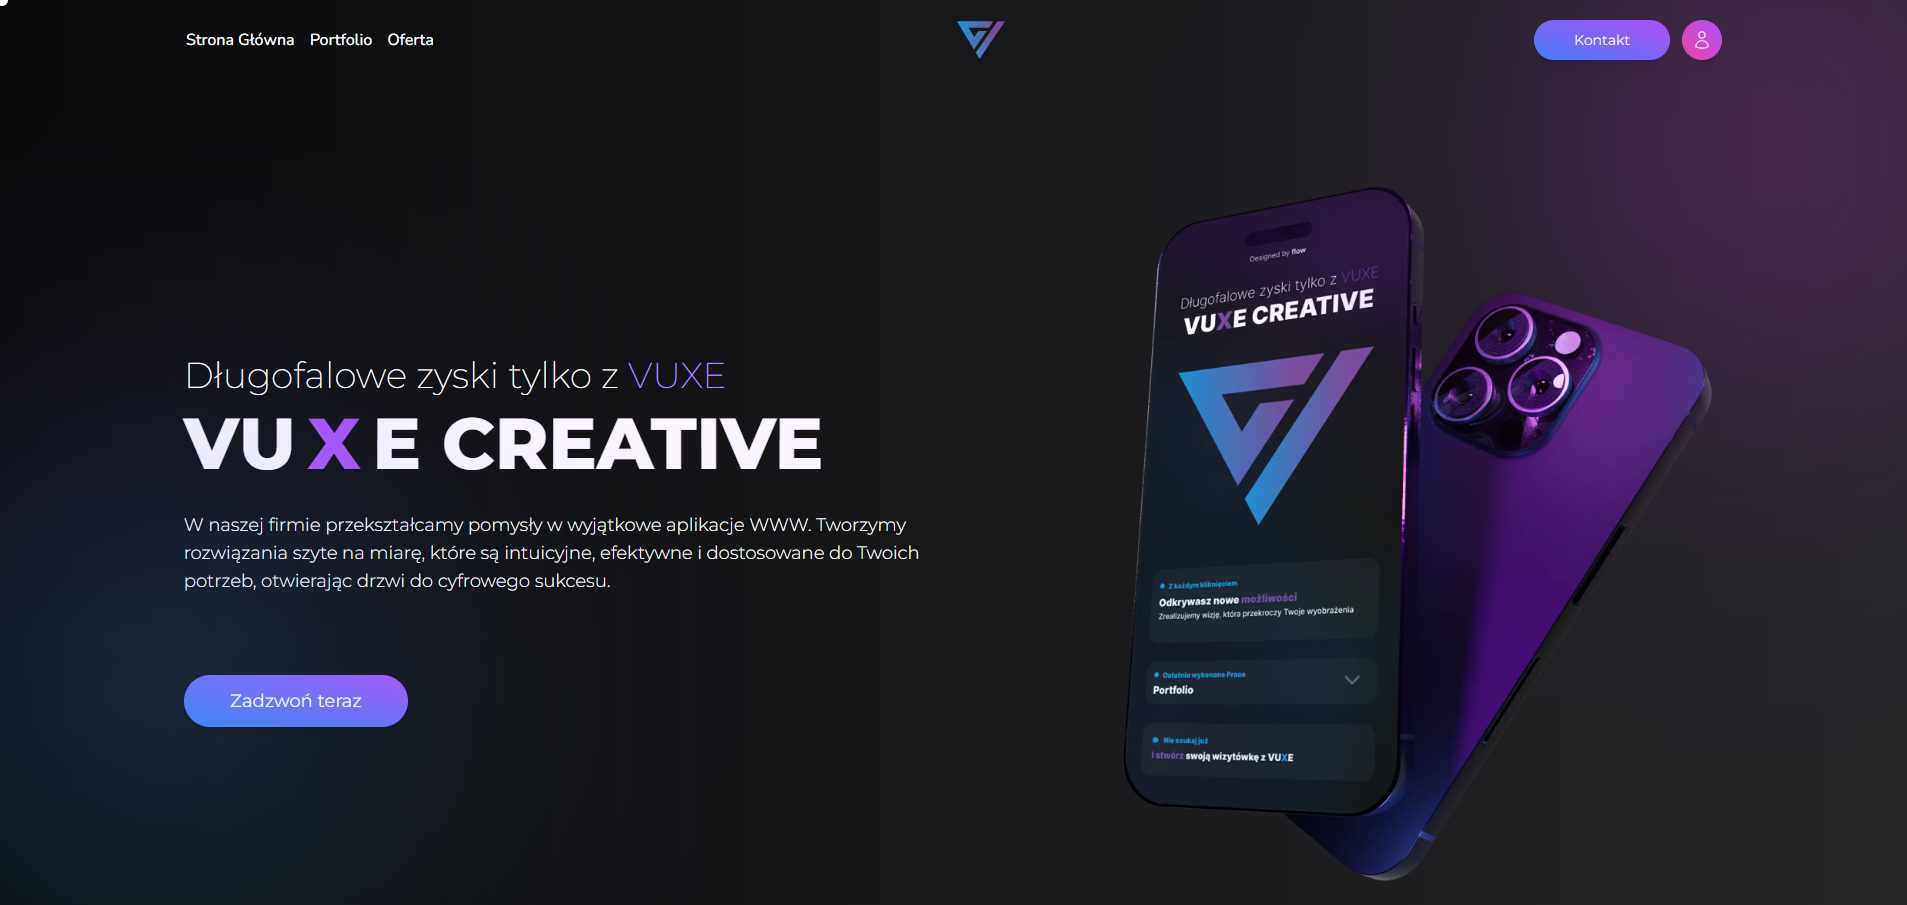 Strona Główna Portfolio Oferta
Kontakt
Długofalowe zyski tylko z VUXE
VUXE CREATIVE
W naszej firmie przekształcamy pomysły w wyjątkowe aplikacje WWW. Tworzymy
rozwiązania szyte na miarę, które są intuicyjne, efektywne i dostosowane do Twoich
potrzeb, otwierając drzwi do cyfrowego sukcesu.
Zadzwoń teraz
Designed by flow
Długofalowe zyski tylko z VUXE
VUXE CREATIVE
Z każdym kliknięciem
Odkrywasz nowe możliwości
Zrealizujemy wizję, która przekroczy Twoje wyobrażenia
Ostatnio wykonane Prace
Portfolio
Nie szukaj już
I stwórz swoją wizytówkę z VUXE